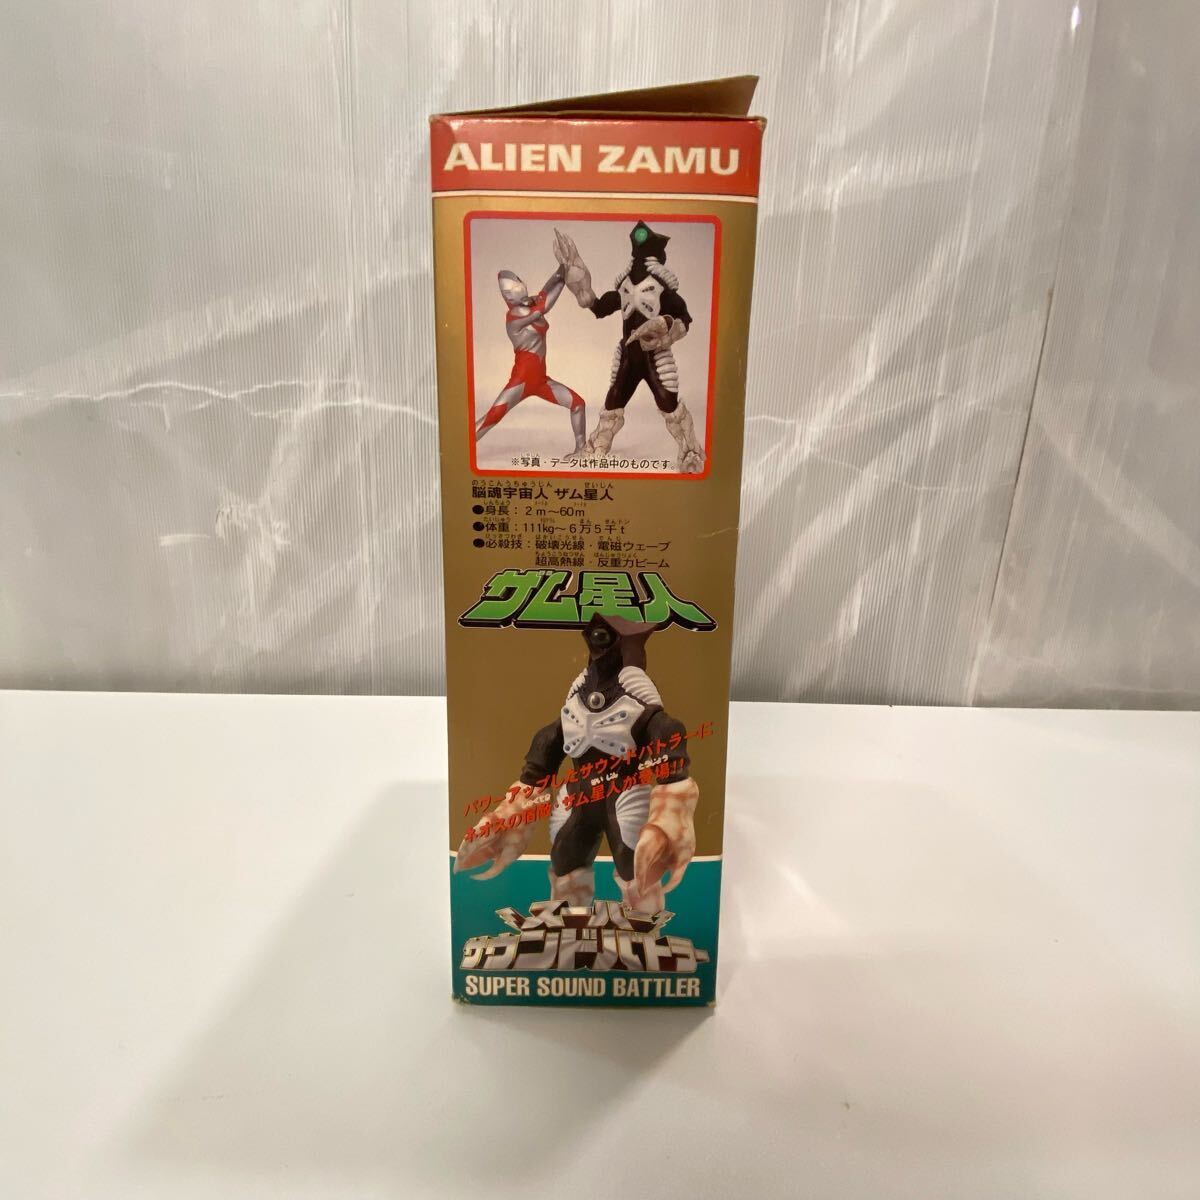 ALIEN ZAMU
※写真・データは作品中のものです。
脳魂宇宙人 ザム星人
●身長：2m～60m
●体重：111kg～6万5千t
●必殺技：破壊光線・電磁ウェーブ
超高熱線・反重力ビーム
ザム星人
パワーアップしたサウンドバトラーに
ネオスの宿敵・ザム星人が登場!!
スーパー
サウンドバトラー
SUPER SOUND BATTLER